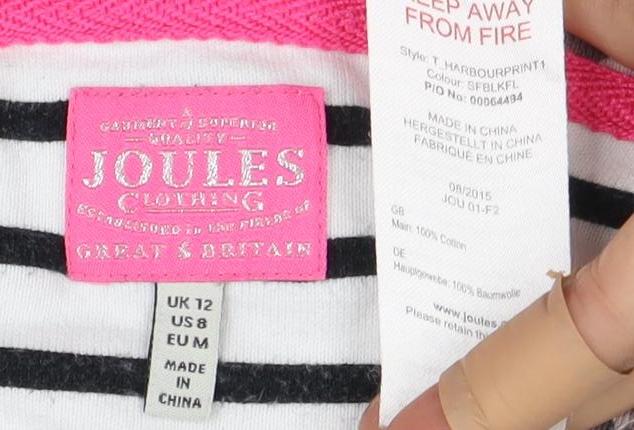 A
GARMENT of SUPERIOR
QUALITY
JOULES
CLOTHING
ESTABLISHED in THE FIELDS OF
GREAT & BRITAIN
UK 12
US 8
EU M
MADE
IN
CHINA
KEEP AWAY
FROM FIRE
Style: T_HARBOURPRINT1
Colour: SFBLKFL
P/O No: 00064494
MADE IN CHINA
HERGESTELLT IN CHINA
FABRIQUÉ EN CHINE
08/2015
JOU 01-F2
GB
Main: 100% Cotton
DE
Hauptgewebe: 100% Baumwolle
www.joules.
Please retain